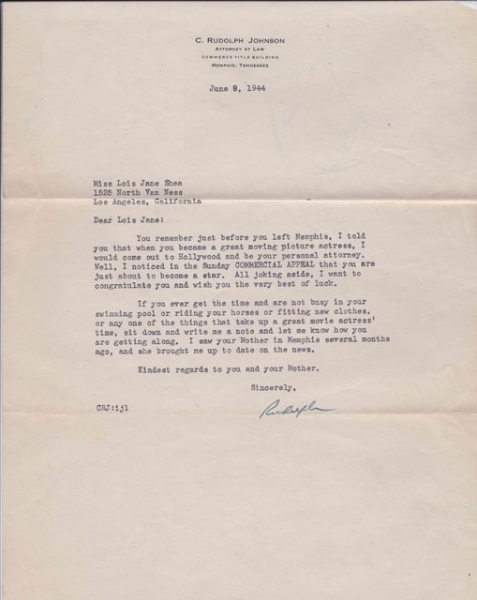 C. RUDOLPH JOHNSON
ATTORNEY AT LAW
COMMERCE TITLE BUILDING
MEMPHIS, TENNESSEE
June 9, 1944
Miss Lois Jane Shea
1525 North Van Ness
Los Angeles, California
Dear Lois Jane:
You remember just before you left Memphis, I told
you that when you became a great moving picture actress, I
would come out to Hollywood and be your personal attorney.
Well, I noticed in the Sunday COMMERCIAL APPEAL that you are
just about to become a star. All joking aside, I want to
congratulate you and wish you the very best of luck.
If you ever get the time and are not busy in your
swimming pool or riding your horses or fitting new clothes,
or any one of the things that take up a great movie actress'
time, sit down and write me a note and let me know how you
are getting along. I saw your Mother in Memphis several months
ago, and she brought me up to date on the news.
Kindest regards to you and your Mother.
Sincerely,
CRJ:ijl
Rudolph